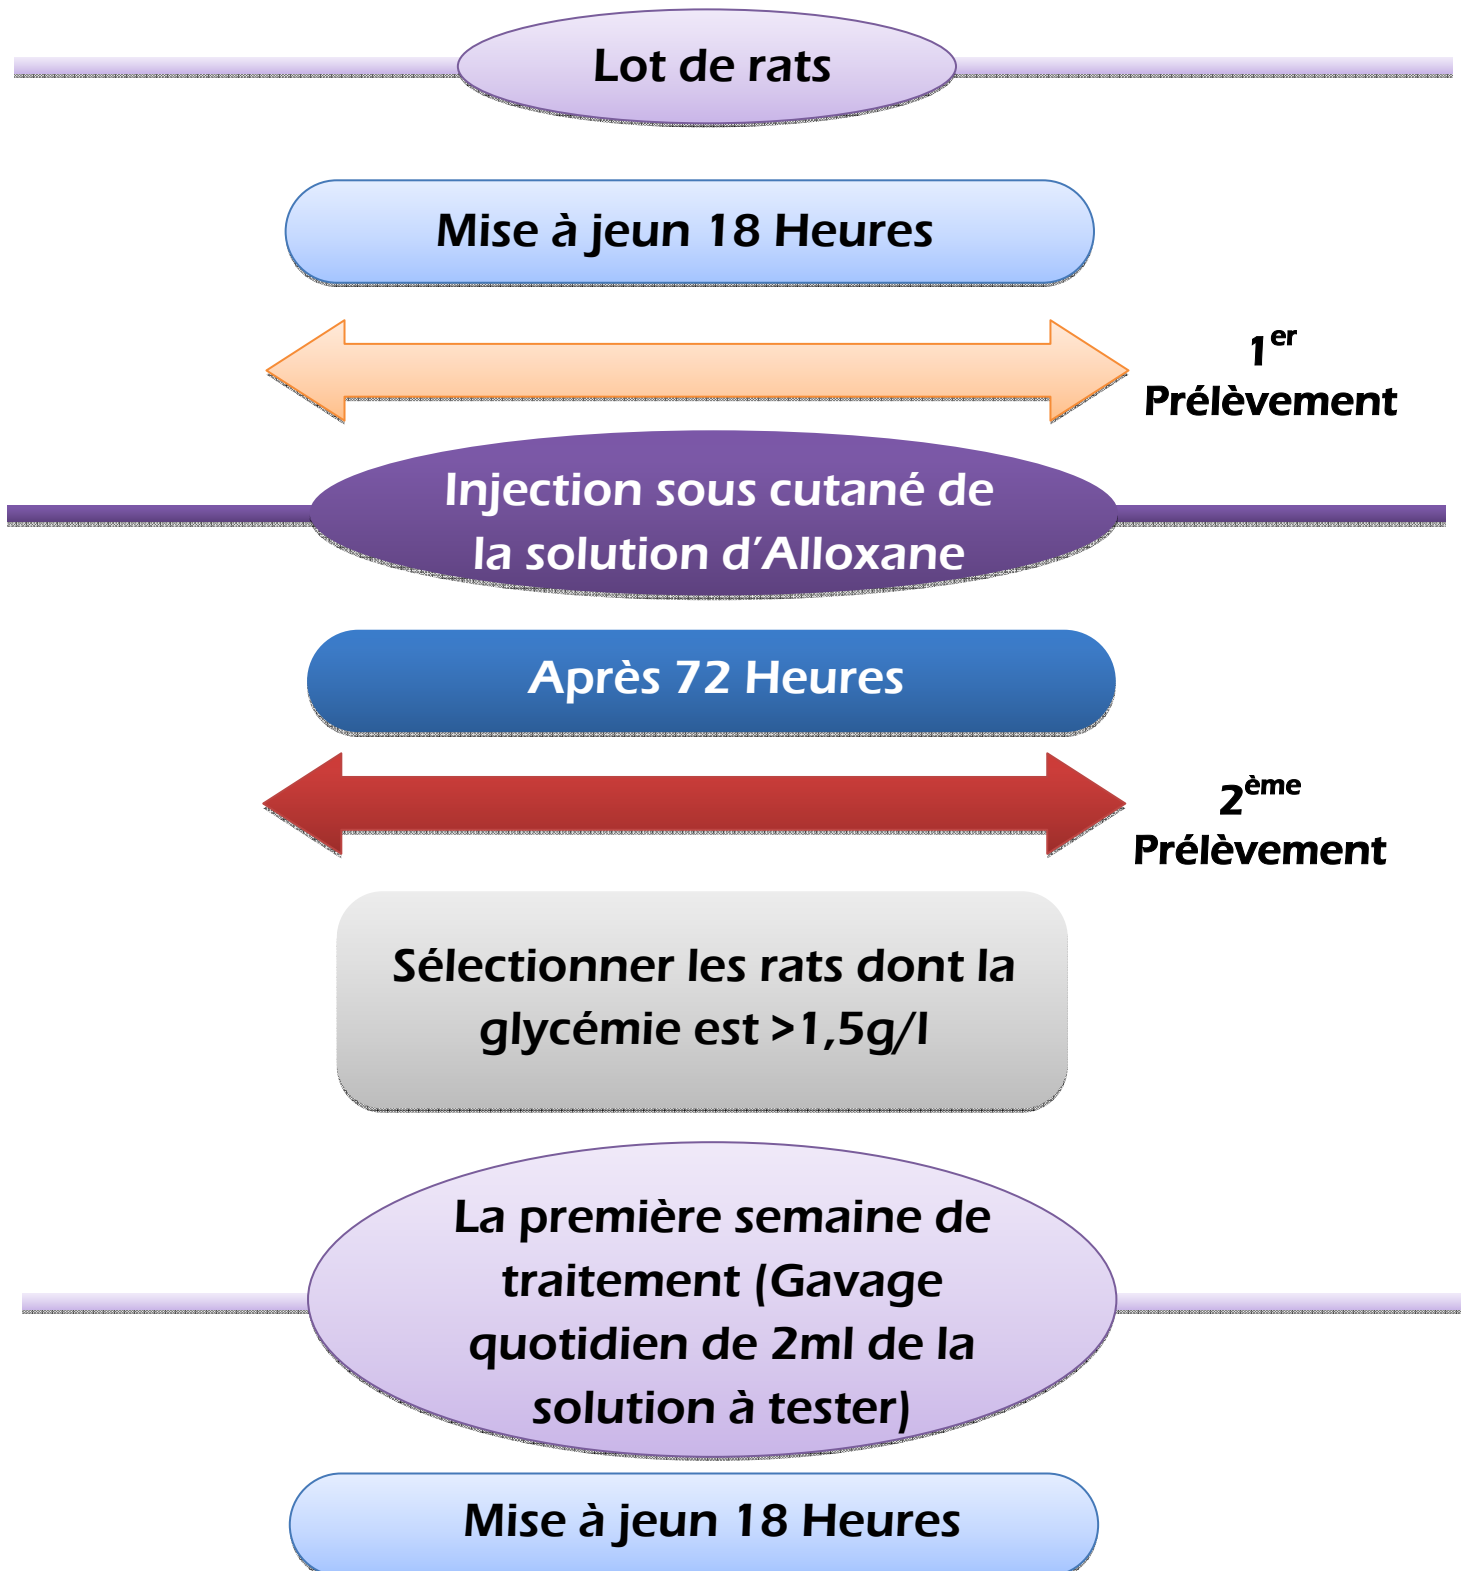 Lot de rats
Mise à jeun 18 Heures
1er
Prélèvement
Injection sous cutané de
la solution d’Alloxane
Après 72 Heures
2ème
Prélèvement
Sélectionner les rats dont la
glycémie est >1,5g/l
La première semaine de
traitement (Gavage
quotidien de 2ml de la
solution à tester)
Mise à jeun 18 Heures